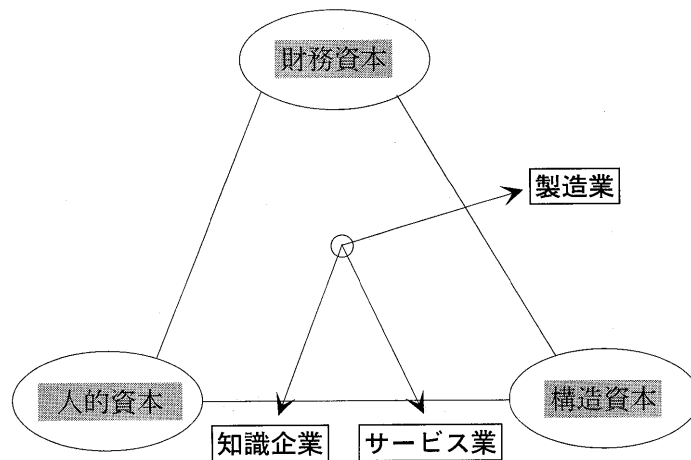 財務資本
製造業
人的資本
構造資本
知識企業
サービス業